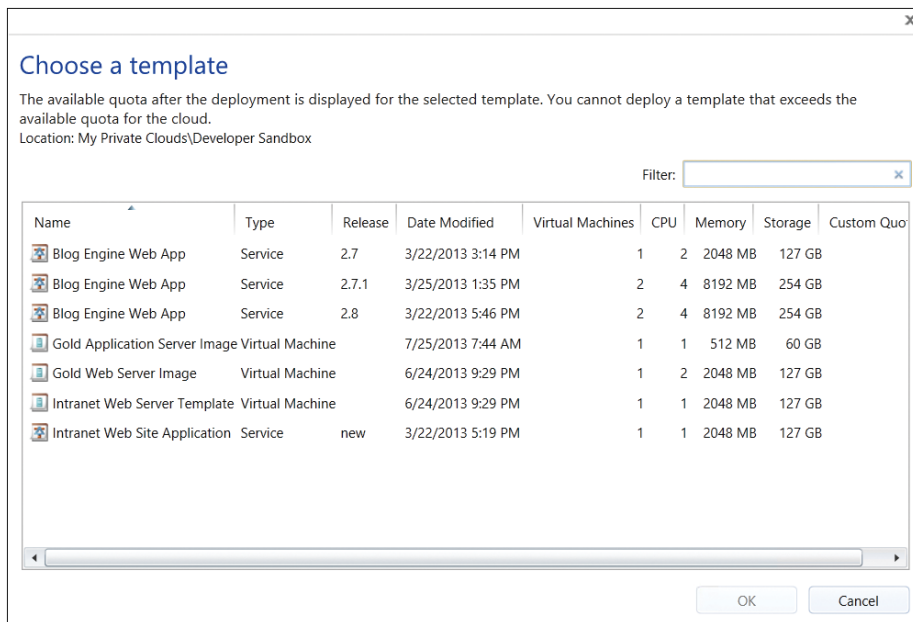 Choose a template
The available quota after the deployment is displayed for the selected template. You cannot deploy a template that exceeds the
available quota for the cloud.
Location: My Private Clouds\Developer Sandbox
Filter:
Name Type Release Date Modified Virtual Machines CPU Memory Storage Custom Quo
Blog Engine Web App Service 2.7 3/22/2013 3:14 PM 1 2 2048 MB 127 GB
Blog Engine Web App Service 2.7.1 3/25/2013 1:35 PM 2 4 8192 MB 254 GB
Blog Engine Web App Service 2.8 3/22/2013 5:46 PM 2 4 8192 MB 254 GB
Gold Application Server Image Virtual Machine 7/25/2013 7:44 AM 1 1 512 MB 60 GB
Gold Web Server Image Virtual Machine 6/24/2013 9:29 PM 1 2 2048 MB 127 GB
Intranet Web Server Template Virtual Machine 6/24/2013 9:29 PM 1 1 2048 MB 127 GB
Intranet Web Site Application Service new 3/22/2013 5:19 PM 1 1 2048 MB 127 GB
OK Cancel